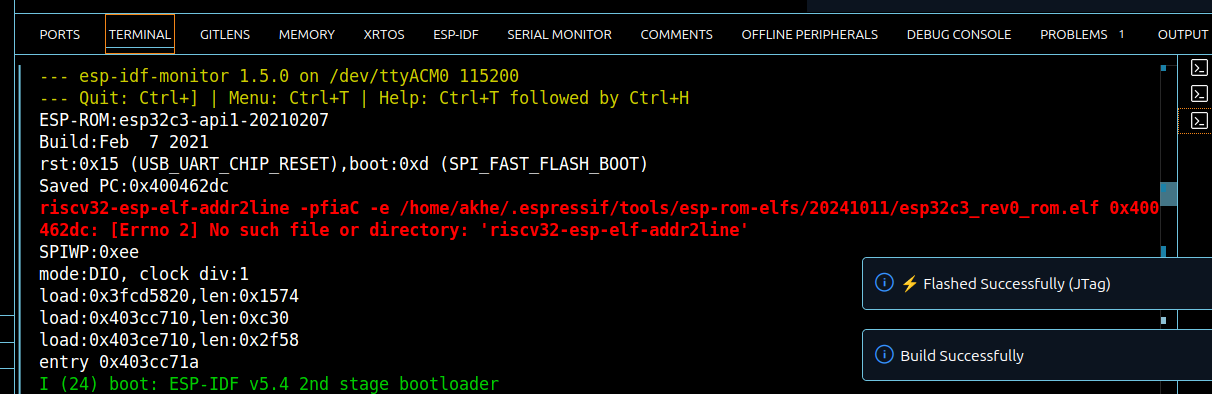 PORTS TERMINAL GITLENS MEMORY XRTOS ESP-IDF SERIAL MONITOR COMMENTS OFFLINE PERIPHERALS DEBUG CONSOLE PROBLEMS 1 OUTPUT
--- esp-idf-monitor 1.5.0 on /dev/ttyACM0 115200
--- Quit: Ctrl+] | Menu: Ctrl+T | Help: Ctrl+T followed by Ctrl+H
ESP-ROM:esp32c3-api1-20210207
Build:Feb  7 2021
rst:0x15 (USB_UART_CHIP_RESET),boot:0xd (SPI_FAST_FLASH_BOOT)
Saved PC:0x400462dc
riscv32-esp-elf-addr2line -pfiaC -e /home/akhe/.espressif/tools/esp-rom-elfs/20241011/esp32c3_rev0_rom.elf 0x400
462dc: [Errno 2] No such file or directory: 'riscv32-esp-elf-addr2line'
SPIWP:0xee
mode:DIO, clock div:1
load:0x3fcd5820,len:0x1574
load:0x403cc710,len:0xc30
load:0x403ce710,len:0x2f58
entry 0x403cc71a
I (24) boot: ESP-IDF v5.4 2nd stage bootloader
⚡ Flashed Successfully (JTag)
Build Successfully